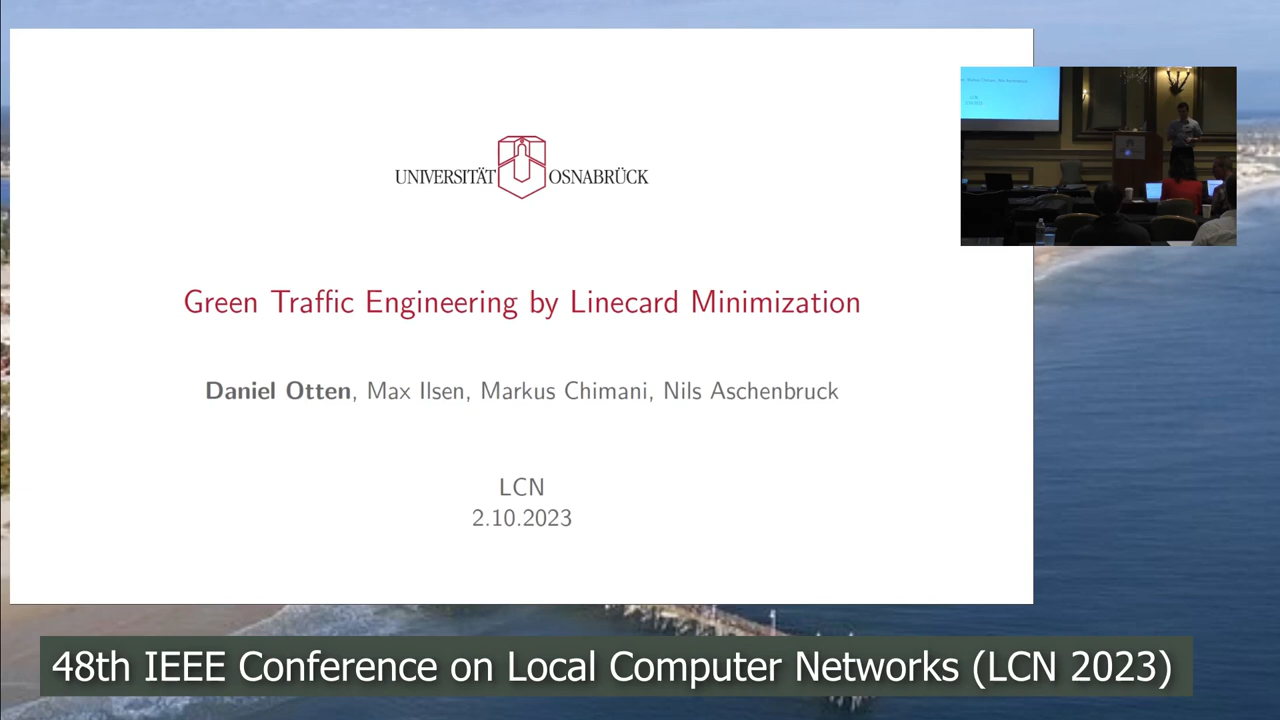 UNIVERSITÄT OSNABRÜCK
Green Traffic Engineering by Linecard Minimization
Daniel Otten, Max Ilsen, Markus Chimani, Nils Aschenbruck
LCN
2.10.2023
48th IEEE Conference on Local Computer Networks (LCN 2023)